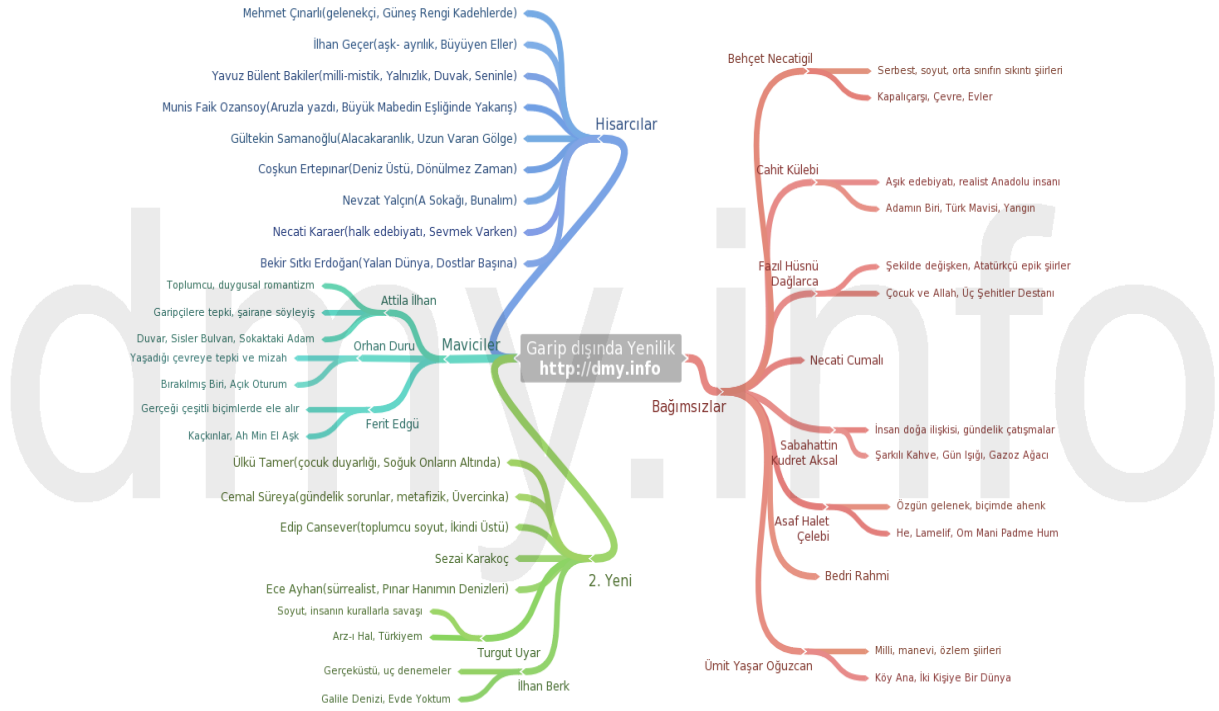 dmy.info
Garip dışında Yenilik
http://dmy.info
Hisarcılar
Mehmet Çınarlı(gelenekçi, Güneş Rengi Kadehlerde)
İlhan Geçer(aşk- ayrılık, Büyüyen Eller)
Yavuz Bülent Bakiler(milli-mistik, Yalnızlık, Duvak, Seninle)
Munis Faik Ozansoy(Aruzla yazdı, Büyük Mabedin Eşliğinde Yakarış)
Gültekin Samanoğlu(Alacakaranlık, Uzun Varan Gölge)
Coşkun Ertepınar(Deniz Üstü, Dönülmez Zaman)
Nevzat Yalçın(A Sokağı, Bunalım)
Necati Karaer(halk edebiyatı, Sevmek Varken)
Bekir Sıtkı Erdoğan(Yalan Dünya, Dostlar Başına)
Maviciler
Attila İlhan
Toplumcu, duygusal romantizm
Garipçilere tepki, şairane söyleyiş
Duvar, Sisler Bulvarı, Sokaktaki Adam
Orhan Duru
Yaşadığı çevreye tepki ve mizah
Bırakılmış Biri, Açık Oturum
Ferit Edgü
Gerçeği çeşitli biçimlerde ele alır
Kaçkınlar, Ah Min El Aşk
2. Yeni
Ülkü Tamer(çocuk duyarlığı, Soğuk Onların Altında)
Cemal Süreya(gündelik sorunlar, metafizik, Üvercinka)
Edip Cansever(toplumcu soyut, İkindi Üstü)
Sezai Karakoç
Ece Ayhan(sürrealist, Pınar Hanımın Denizleri)
Turgut Uyar
Soyut, insanın kurallarla savaşı
Arz-ı Hal, Türkiyem
İlhan Berk
Gerçeküstü, uç denemeler
Galile Denizi, Evde Yoktum
Bağımsızlar
Behçet Necatigil
Serbest, soyut, orta sınıfın sıkıntı şiirleri
Kapalıçarşı, Çevre, Evler
Cahit Külebi
Aşık edebiyatı, realist Anadolu insanı
Adamın Biri, Türk Mavisi, Yangın
Fazıl Hüsnü
Dağlarca
Şekilde değişken, Atatürkçü epik şiirler
Çocuk ve Allah, Üç Şehitler Destanı
Necati Cumalı
Sabahattin
Kudret Aksal
İnsan doğa ilişkisi, gündelik çatışmalar
Şarkılı Kahve, Gün Işığı, Gazoz Ağacı
Asaf Halet
Çelebi
Özgün gelenek, biçimde ahenk
He, Lamelif, Om Mani Padme Hum
Bedri Rahmi
Ümit Yaşar Oğuzcan
Milli, manevi, özlem şiirleri
Köy Ana, İki Kişiye Bir Dünya